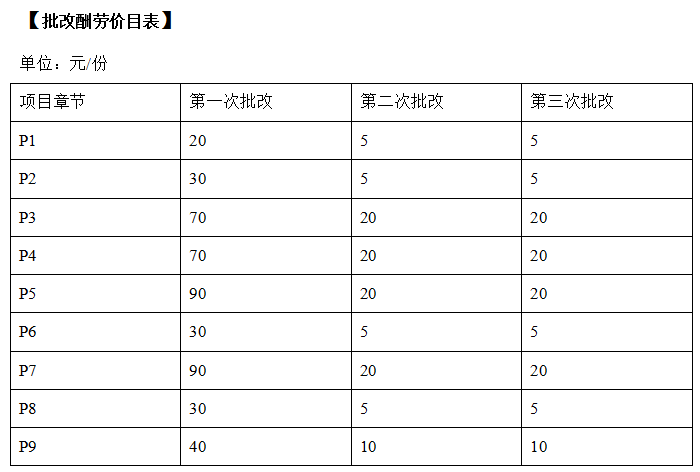 【批改酬劳价目表】
单位：元/份
项目章节 第一次批改 第二次批改 第三次批改
P1 20 5 5
P2 30 5 5
P3 70 20 20
P4 70 20 20
P5 90 20 20
P6 30 5 5
P7 90 20 20
P8 30 5 5
P9 40 10 10